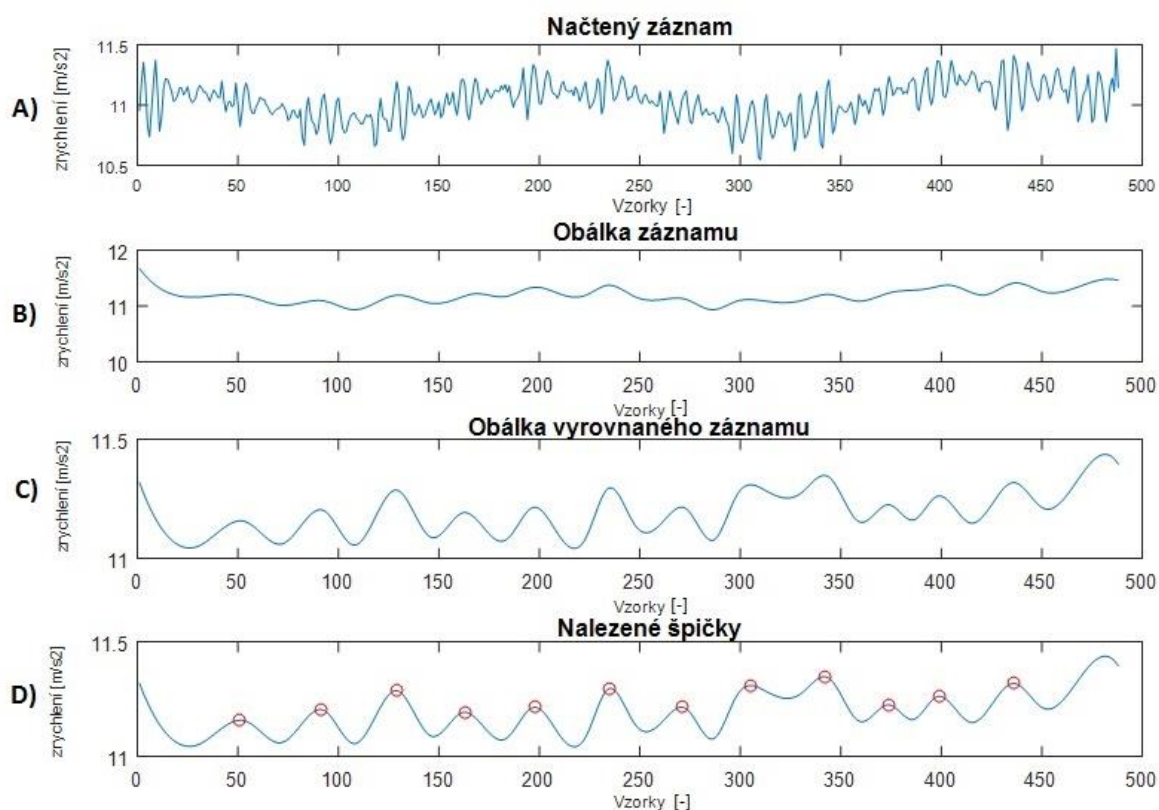 Načtený záznam
A)
zrychlení [m/s2]
11.5
11
10.5
0 50 100 150 200 250 300 350 400 450 500
Vzorky [-]
Obálka záznamu
B)
zrychlení [m/s2]
12
11
10
0 50 100 150 200 250 300 350 400 450 500
Vzorky [-]
Obálka vyrovnaného záznamu
C)
zrychlení [m/s2]
11.5
11
0 50 100 150 200 250 300 350 400 450 500
Vzorky [-]
Nalezené špičky
D)
zrychlení [m/s2]
11.5
11
0 50 100 150 200 250 300 350 400 450 500
Vzorky [-]